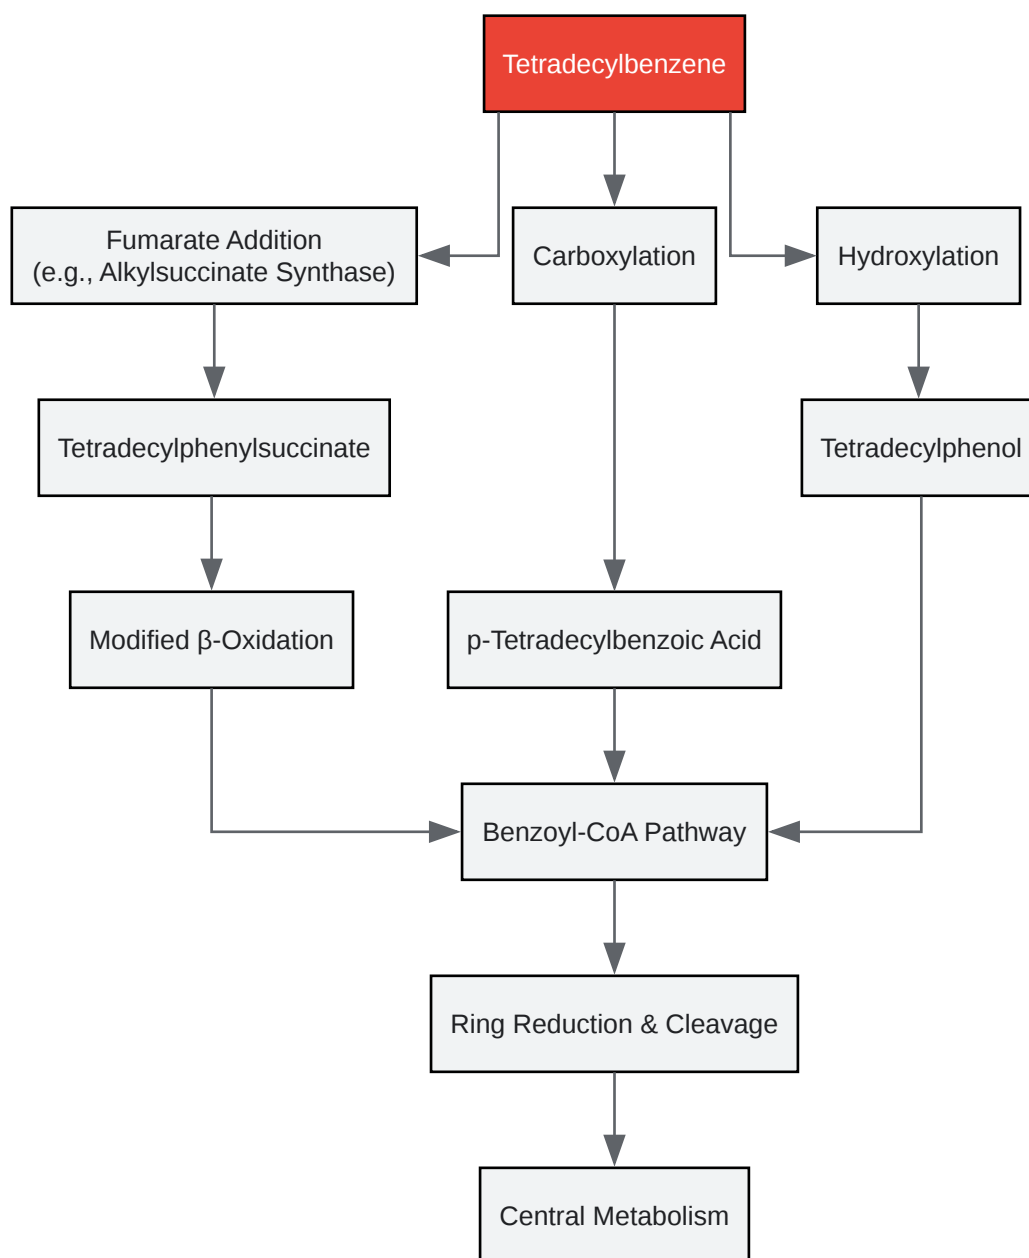 Tetradecylbenzene
Fumarate Addition
(e.g., Alkylsuccinate Synthase)
Carboxylation
Hydroxylation
Tetradecylphenylsuccinate
Tetradecylphenol
Modified β-Oxidation
p-Tetradecylbenzoic Acid
Benzoyl-CoA Pathway
Ring Reduction & Cleavage
Central Metabolism